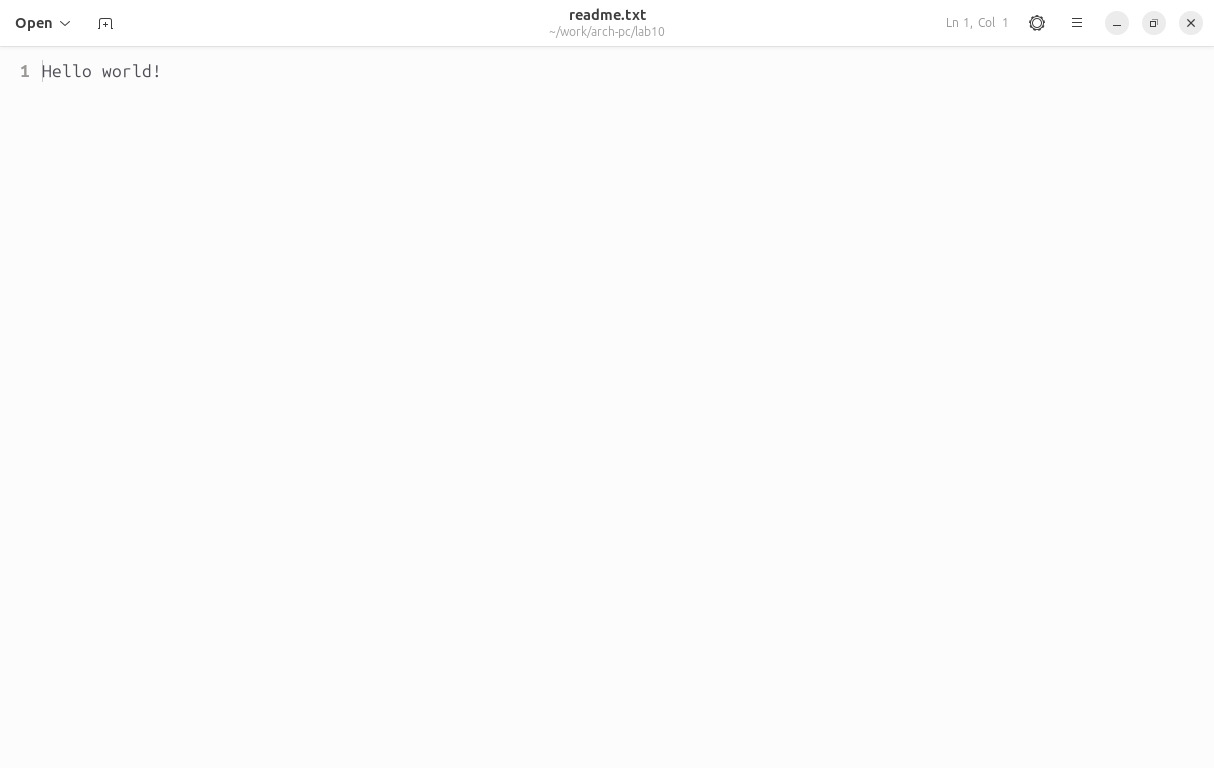 Open
readme.txt
~/work/arch-pc/lab10
Ln 1, Col 1
1 Hello world!